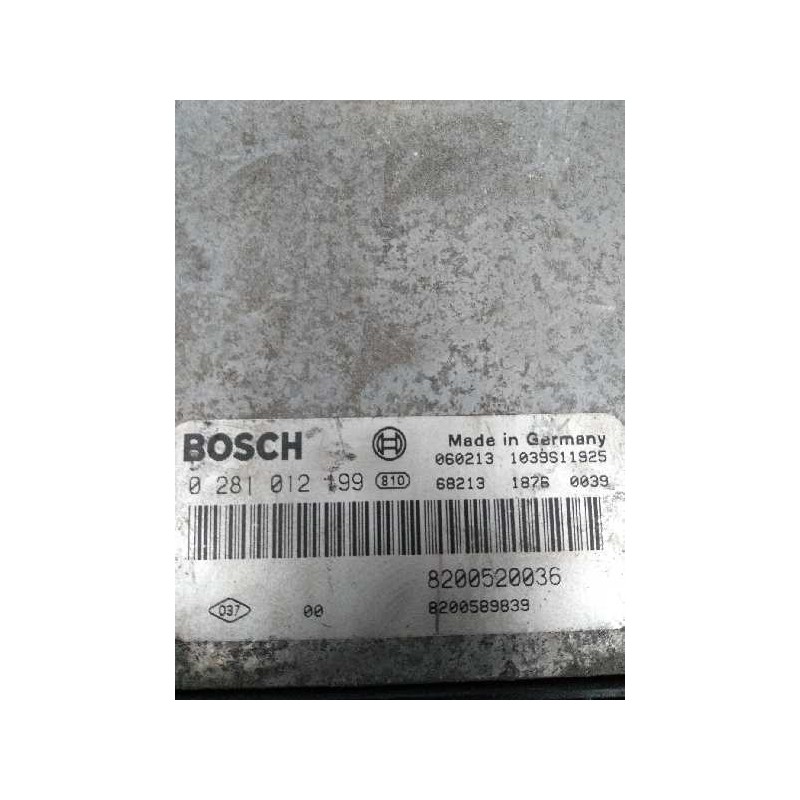 BOSCH
Made in Germany
060213 1039S11925
0 281 012 199 810
68213 1876 0039
8200520036
037 00 8200589839